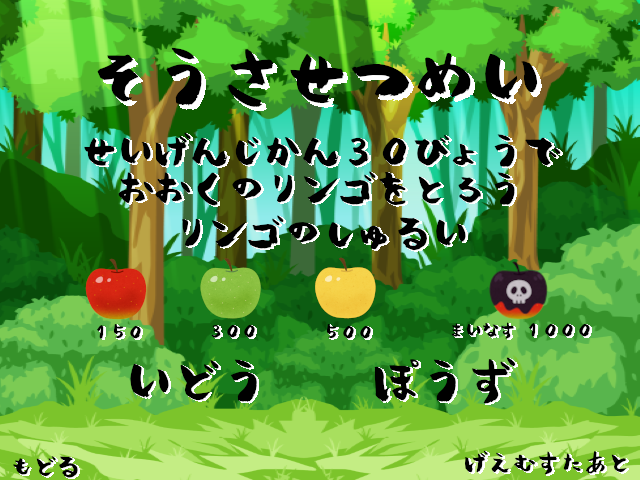 そうさせつめい
せいげんじかん３０びょうで
おおくのリンゴをとろう
リンゴのしゅるい
１５０ ３００ ５００ まいなす １０００
いどう ぽうず
もどる げえむすたあと